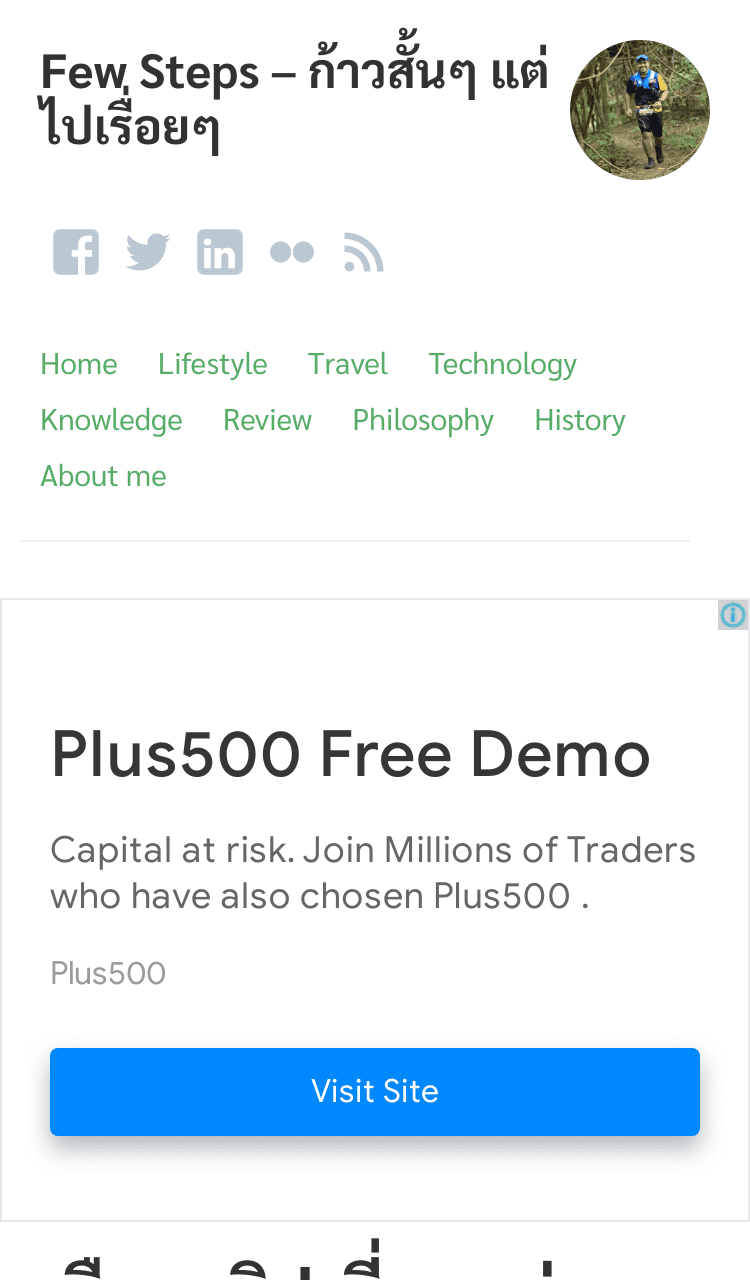 Few Steps – ก้าวสั้นๆ แต่
ไปเรื่อยๆ
Home Lifestyle Travel Technology
Knowledge Review Philosophy History
About me
Plus500 Free Demo
Capital at risk. Join Millions of Traders
who have also chosen Plus500 .
Plus500
Visit Site